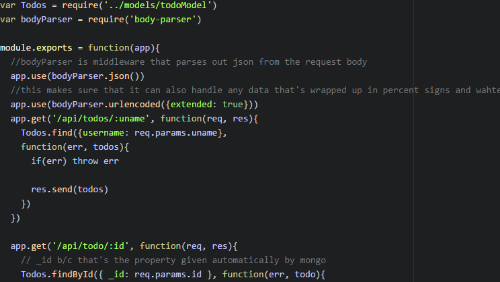 var Todos = require('../models/todoModel')
var bodyParser = require('body-parser')
module.exports = function(app){
//bodyParser is middleware that parses out json from the request body
app.use(bodyParser.json())
//this makes sure that it can also handle any data that's wrapped up in percent signs and wahte
app.use(bodyParser.urlencoded({extended: true}))
app.get('/api/todos/:uname', function(req, res){
Todos.find({username: req.params.uname},
function(err, todos){
if(err) throw err
res.send(todos)
})
})
app.get('/api/todo/:id', function(req, res){
// _id b/c that's the property given automatically by mongo
Todos.findById({ _id: req.params.id }, function(err, todo){